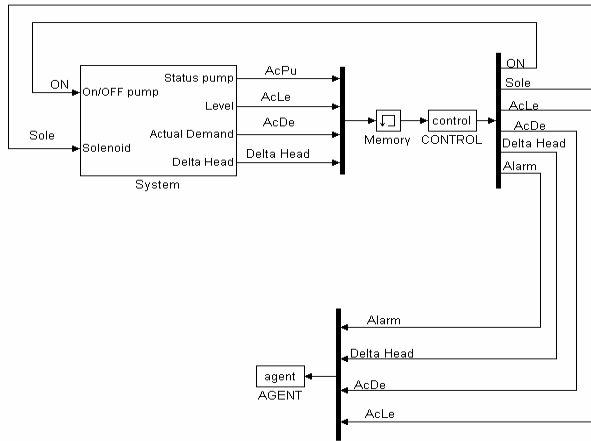 ON
Sole
On/OFF pump
Solenoid
Status pump
Level
Actual Demand
Delta Head
System
AcPu
AcLe
AcDe
Delta Head
Memory
control
CONTROL
ON
Sole
AcLe
AcDe
Delta Head
Alarm
Alarm
Delta Head
AcDe
AcLe
agent
AGENT